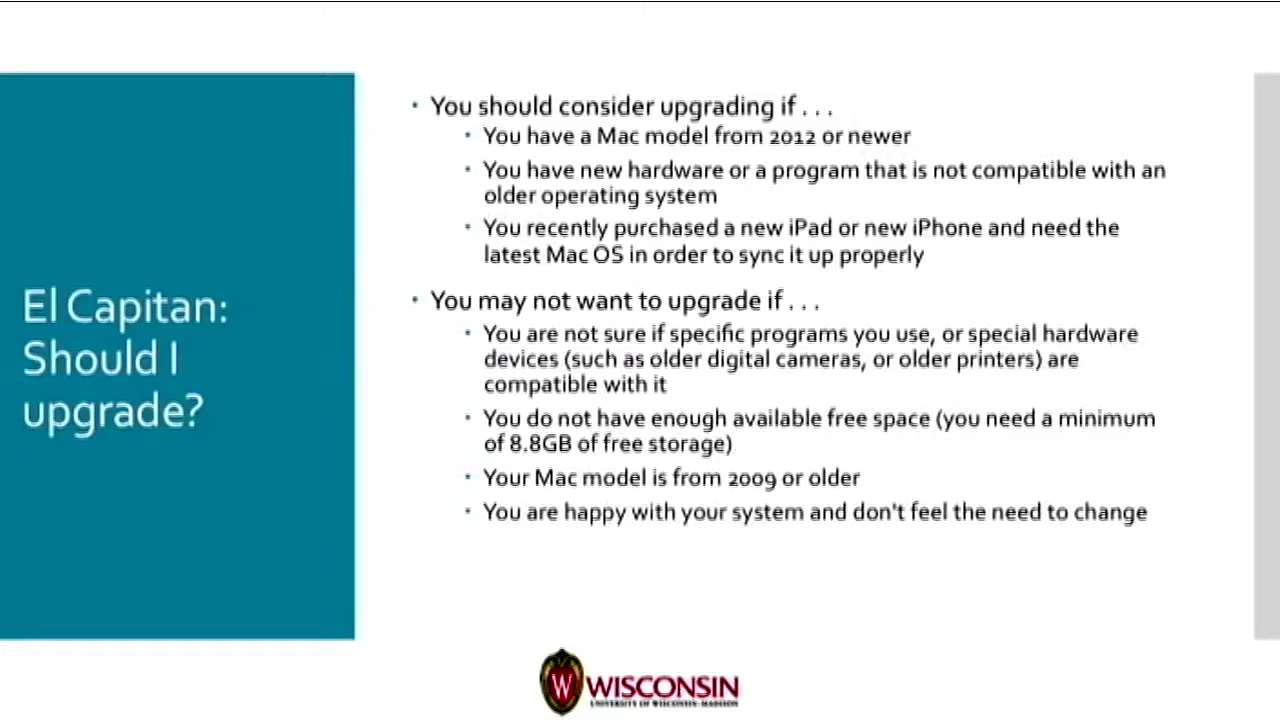 El Capitan:
Should I
upgrade?
• You should consider upgrading if . . .
• You have a Mac model from 2012 or newer
• You have new hardware or a program that is not compatible with an
older operating system
• You recently purchased a new iPad or new iPhone and need the
latest Mac OS in order to sync it up properly
• You may not want to upgrade if . . .
• You are not sure if specific programs you use, or special hardware
devices (such as older digital cameras, or older printers) are
compatible with it
• You do not have enough available free space (you need a minimum
of 8.8GB of free storage)
• Your Mac model is from 2009 or older
• You are happy with your system and don't feel the need to change
W
WISCONSIN
UNIVERSITY OF WISCONSIN-MADISON